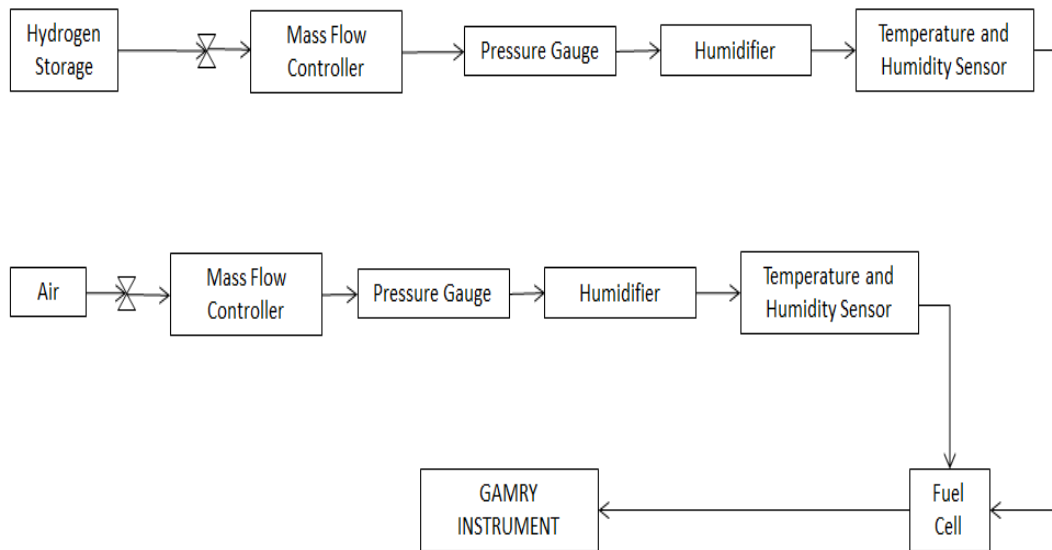 Hydrogen
Storage
Mass Flow
Controller
Pressure Gauge
Humidifier
Temperature and
Humidity Sensor
Air
Mass Flow
Controller
Pressure Gauge
Humidifier
Temperature and
Humidity Sensor
GAMRY
INSTRUMENT
Fuel
Cell